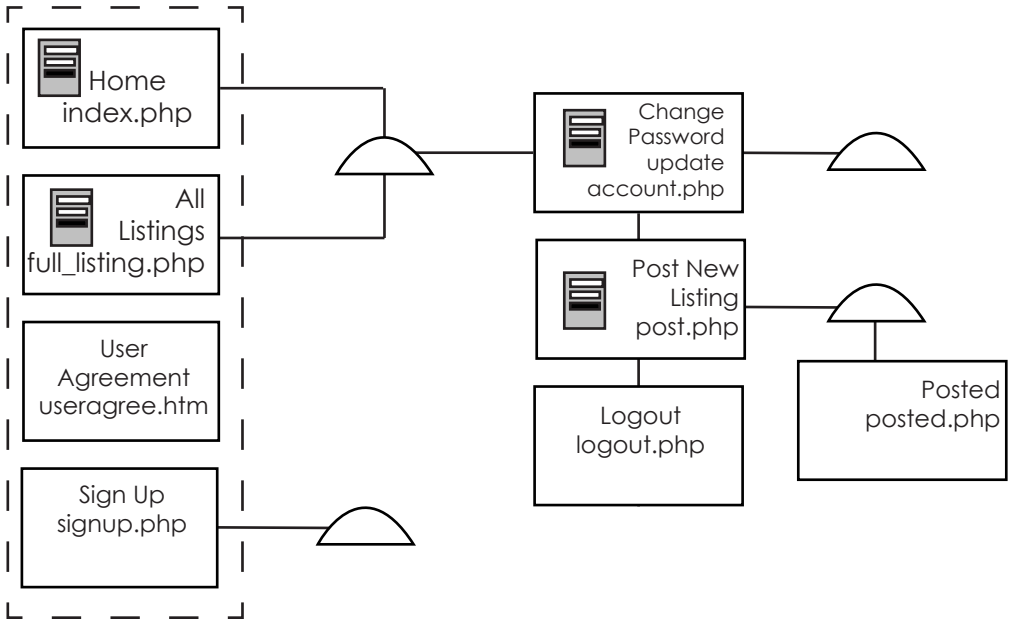 Home
index.php
All
Listings
full_listing.php
User
Agreement
useragree.htm
Sign Up
signup.php
Change
Password
update
account.php
Post New
Listing
post.php
Logout
logout.php
Posted
posted.php